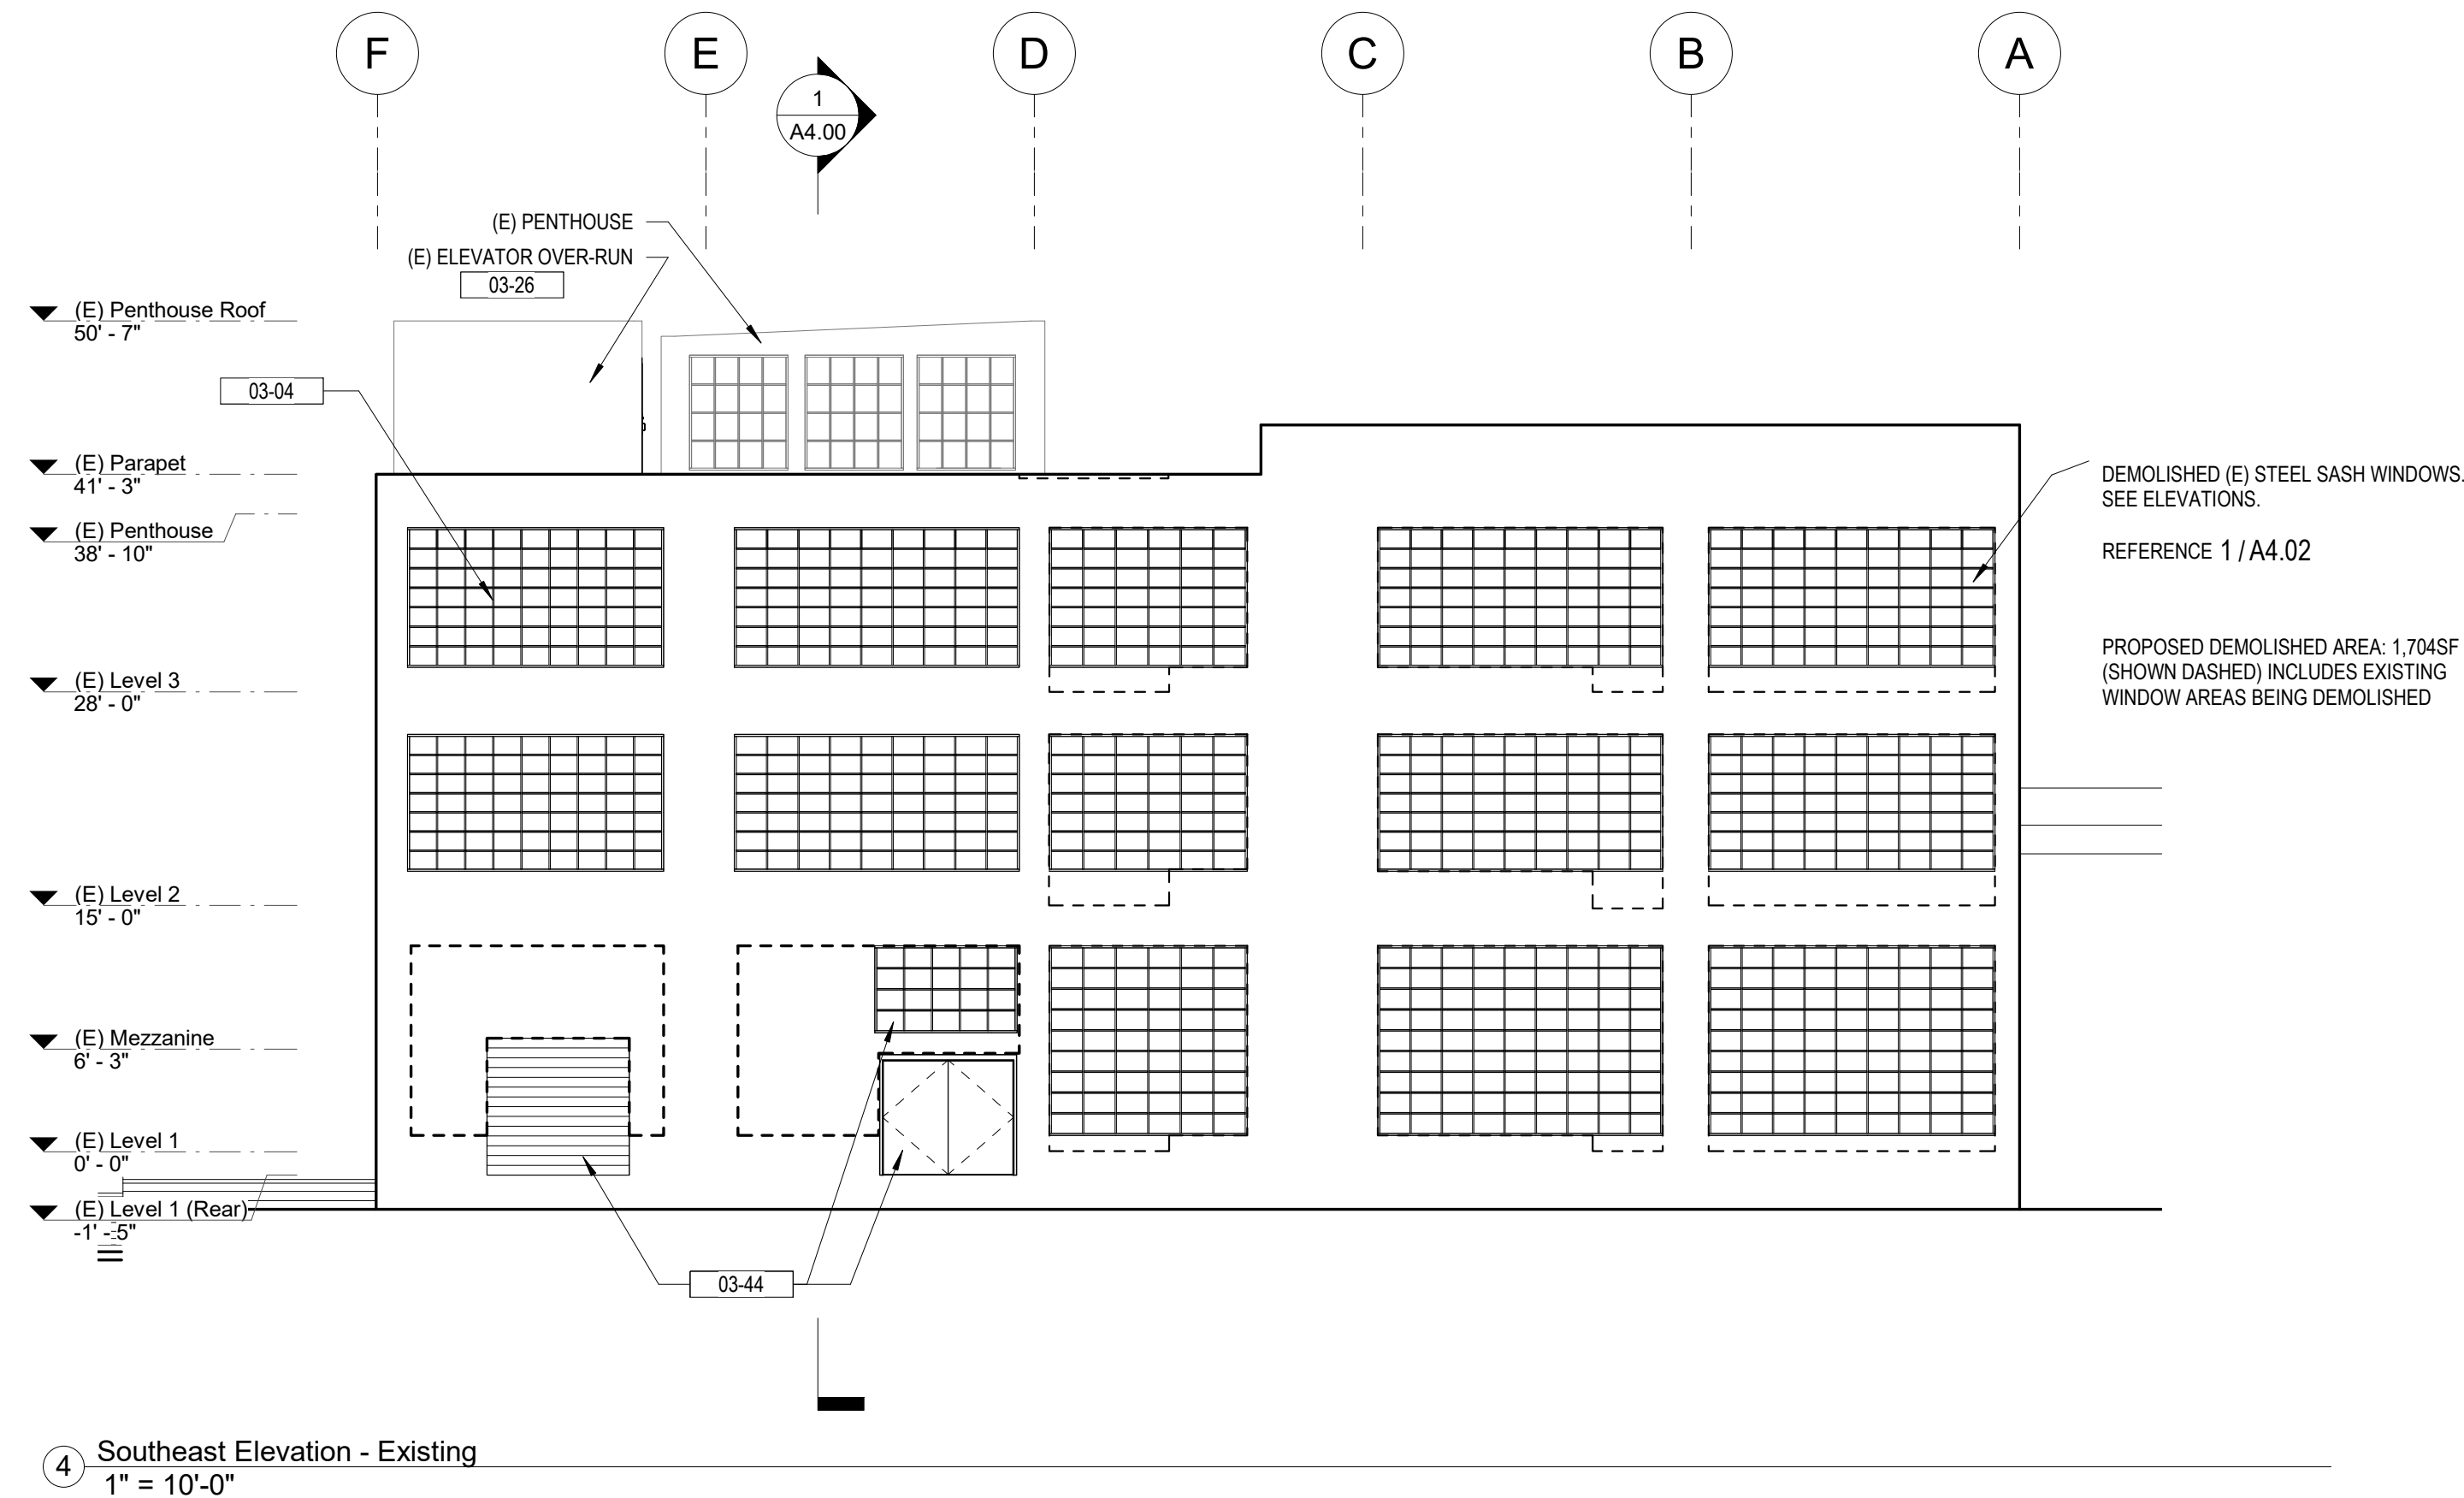 F E D C B A
1
A4.00
(E) PENTHOUSE
(E) ELEVATOR OVER-RUN
03-26
(E) Penthouse Roof
50' - 7"
03-04
(E) Parapet
41' - 3"
(E) Penthouse
38' - 10"
DEMOLISHED (E) STEEL SASH WINDOWS.
SEE ELEVATIONS.
REFERENCE 1 / A4.02
PROPOSED DEMOLISHED AREA: 1,704SF
(SHOWN DASHED) INCLUDES EXISTING
WINDOW AREAS BEING DEMOLISHED
(E) Level 3
28' - 0"
(E) Level 2
15' - 0"
(E) Mezzanine
6' - 3"
(E) Level 1
0' - 0"
(E) Level 1 (Rear)
-1' - 5"
03-44
4 Southeast Elevation - Existing
1" = 10'-0"